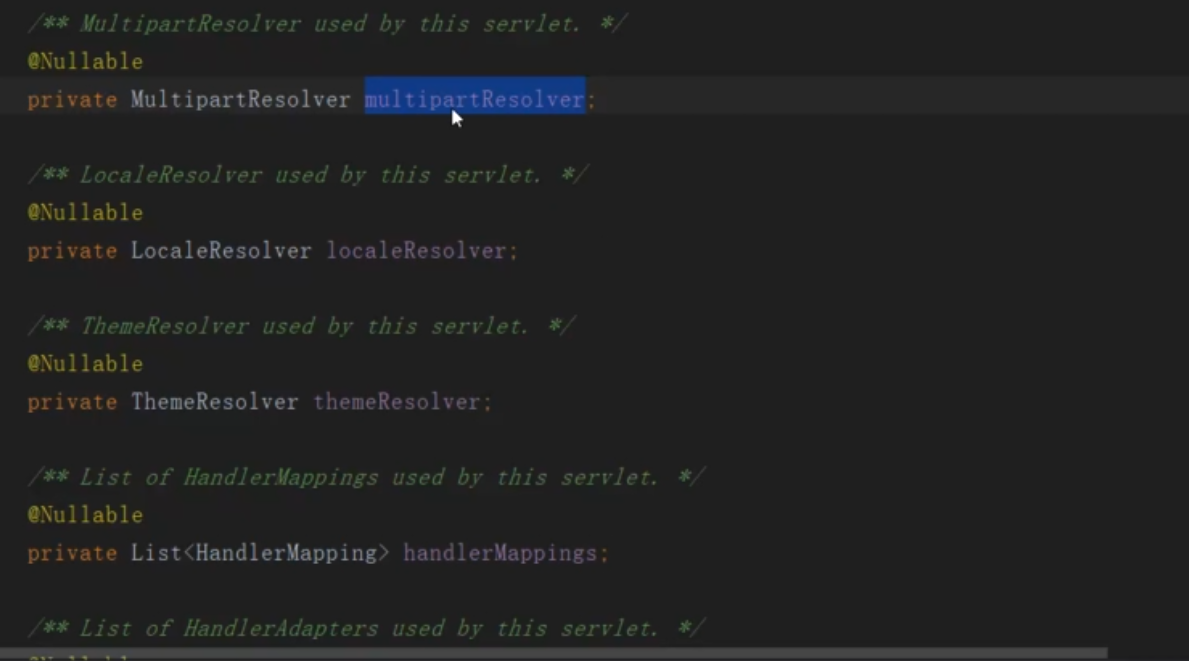 /** MultipartResolver used by this servlet. */
@Nullable
private MultipartResolver multipartResolver;
/** LocaleResolver used by this servlet. */
@Nullable
private LocaleResolver localeResolver;
/** ThemeResolver used by this servlet. */
@Nullable
private ThemeResolver themeResolver;
/** List of HandlerMappings used by this servlet. */
@Nullable
private List<HandlerMapping> handlerMappings;
/** List of HandlerAdapters used by this servlet. */